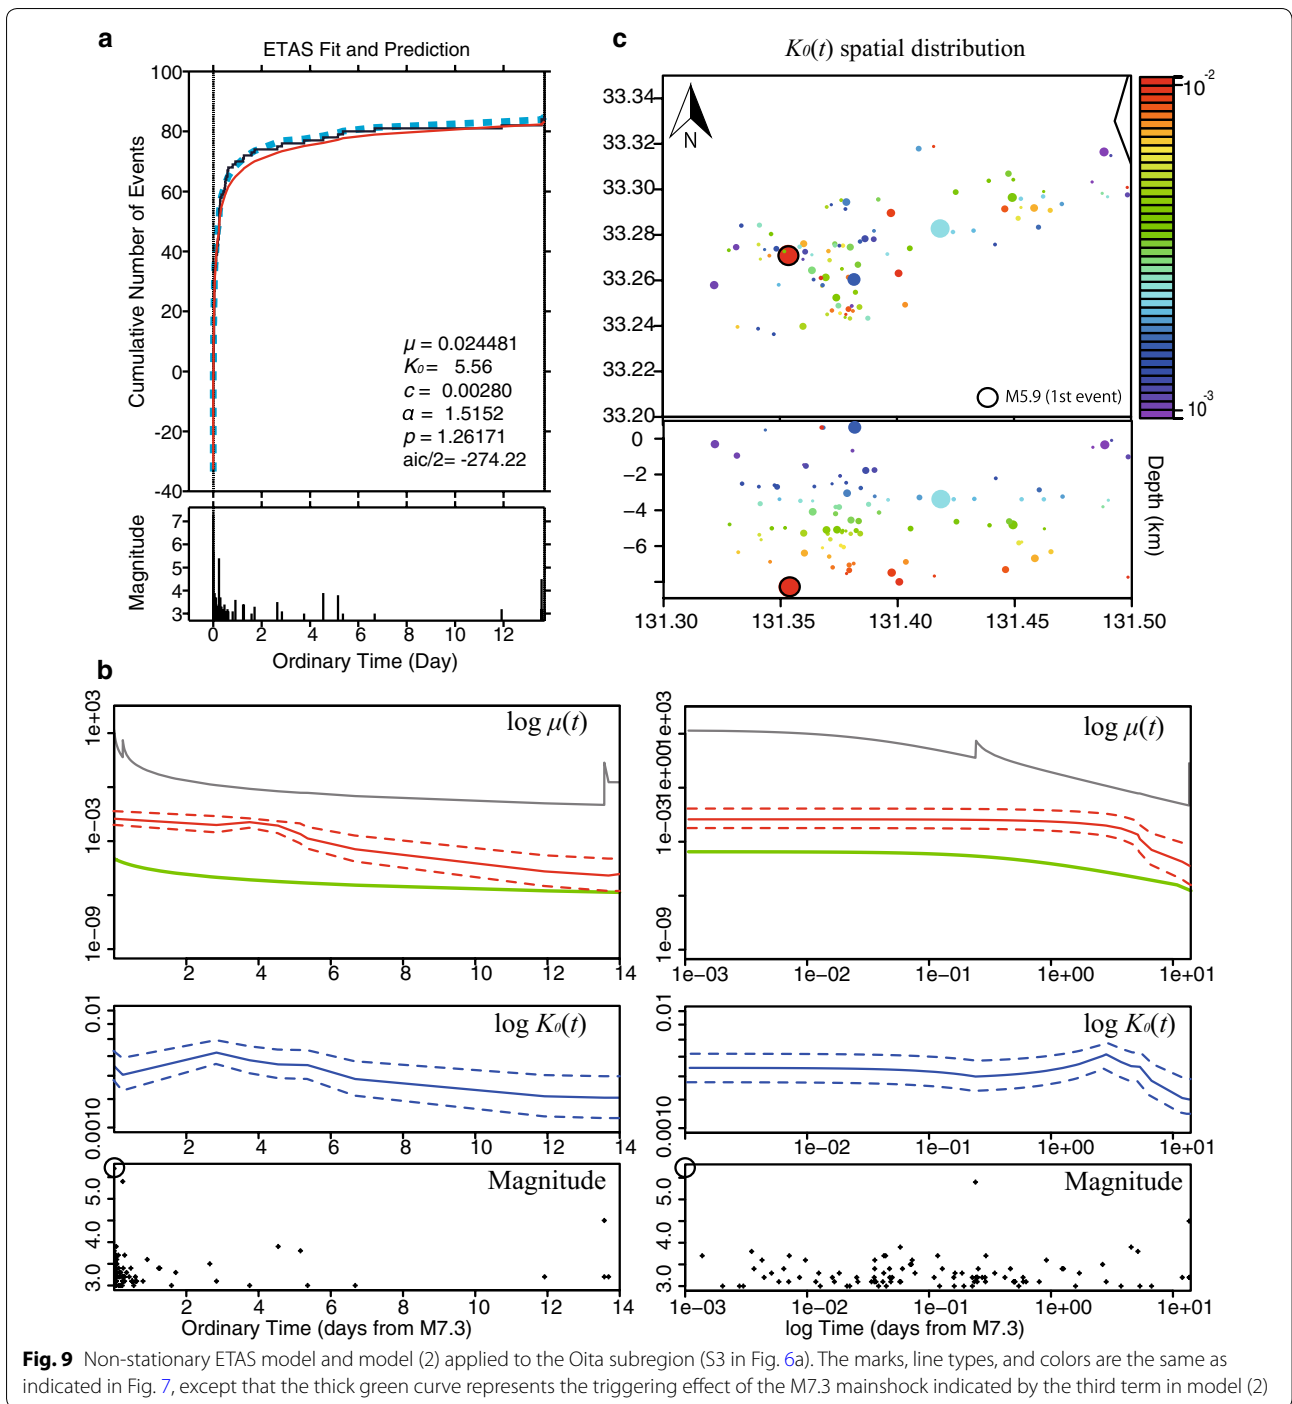 a
ETAS Fit and Prediction
Cumulative Number of Events
100
80
60
40
20
0
-20
-40
μ = 0.024481
K₀ = 5.56
c = 0.00280
α = 1.5152
p = 1.26171
aic/2= -274.22
Magnitude
7
6
5
4
3
0 2 4 6 8 10 12
Ordinary Time (Day)
c
K₀(t) spatial distribution
33.34
33.32
33.30
33.28
33.26
33.24
33.22
33.20
N
M5.9 (1st event)
10⁻²
10⁻³
0
−2
−4
−6
Depth (km)
131.30 131.35 131.40 131.45 131.50
b
log μ(t)
1e+03
1e−03
1e−09
2 4 6 8 10 12 14
log μ(t)
1e+03
1e+00
1e−03
1e−03
1e−09
1e−03 1e−02 1e−01 1e+00 1e+01
log K₀(t)
0.01
0.0010
2 4 6 8 10 12 14
log K₀(t)
0.01
0.0010
1e−03 1e−02 1e−01 1e+00 1e+01
Magnitude
5.0
4.0
3.0
2 4 6 8 10 12 14
Ordinary Time (days from M7.3)
Magnitude
5.0
4.0
3.0
1e−03 1e−02 1e−01 1e+00 1e+01
log Time (days from M7.3)
Fig. 9 Non-stationary ETAS model and model (2) applied to the Oita subregion (S3 in Fig. 6a). The marks, line types, and colors are the same as
indicated in Fig. 7, except that the thick green curve represents the triggering effect of the M7.3 mainshock indicated by the third term in model (2)